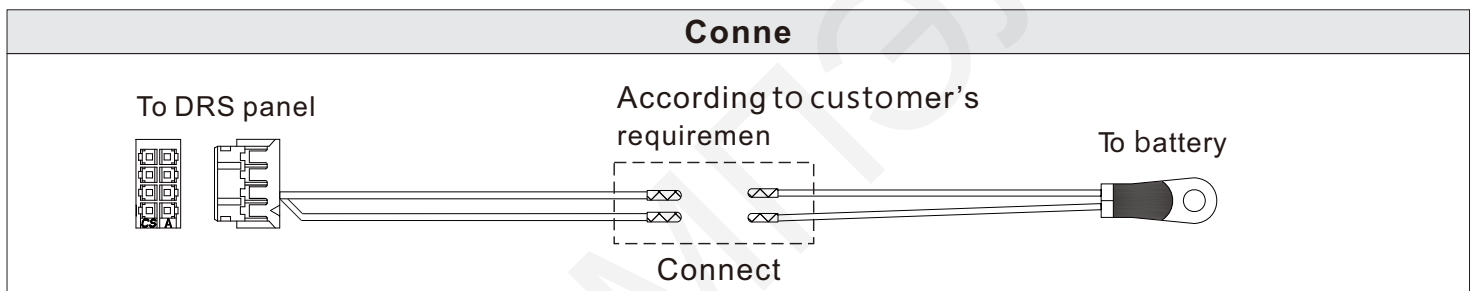 Conne
To DRS panel
According to customer’s
requiremen
To battery
CS A
Connect